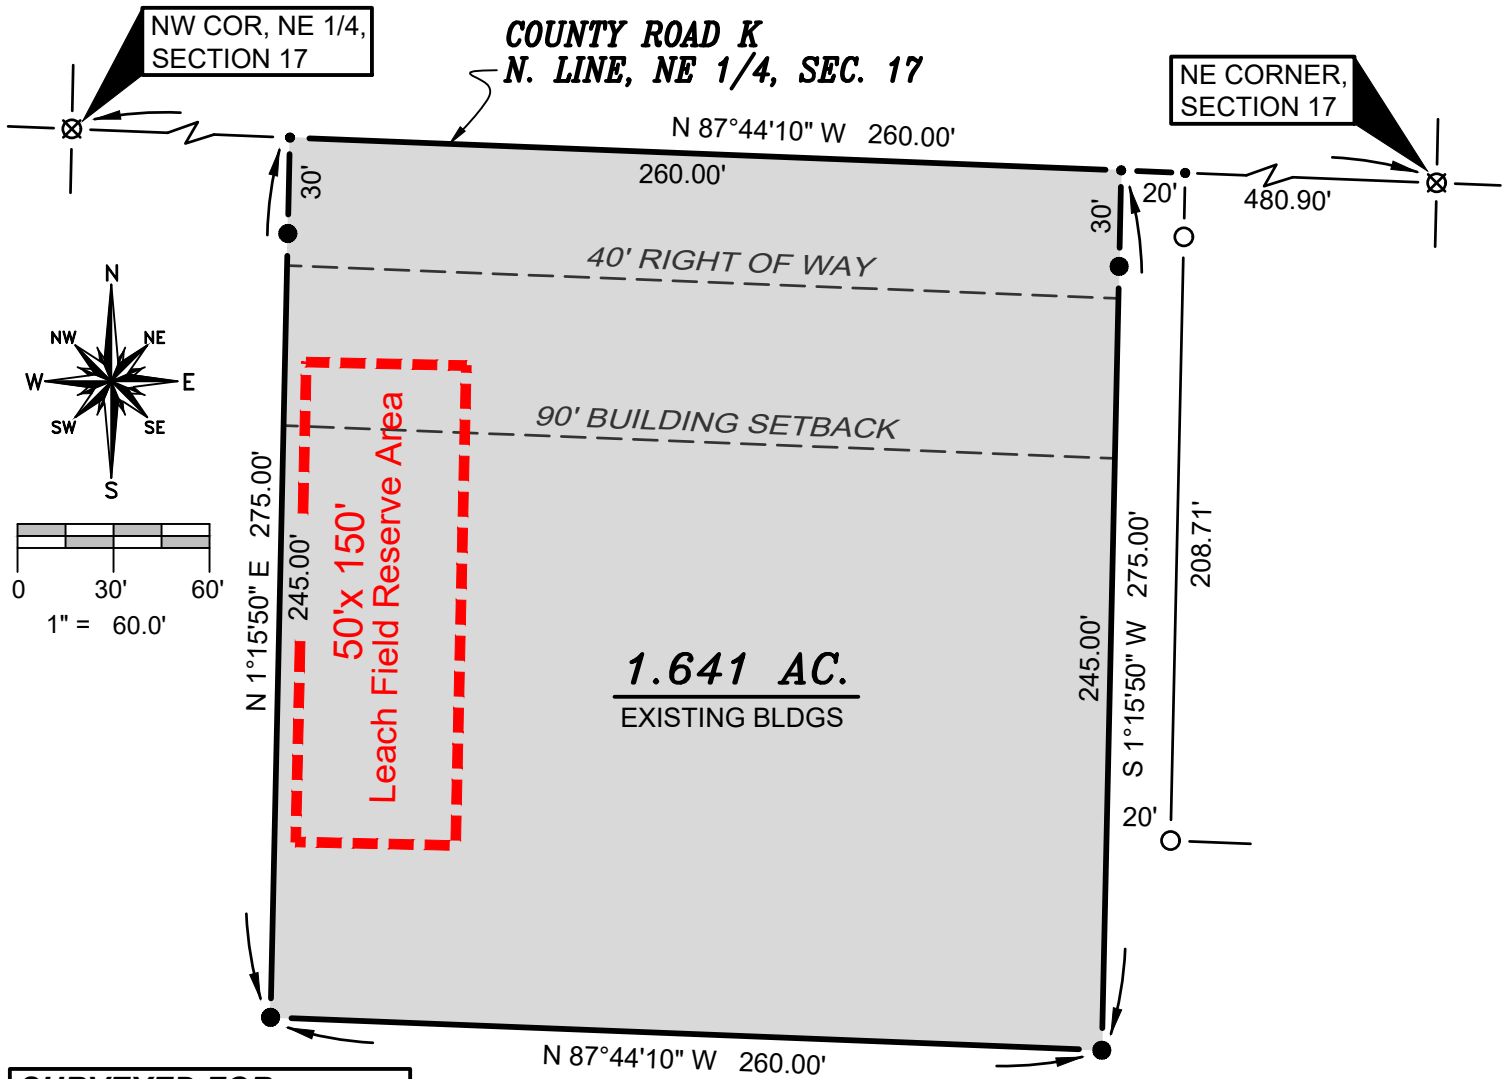 NW COR, NE 1/4,
SECTION 17
COUNTY ROAD K
N. LINE, NE 1/4, SEC. 17
NE CORNER,
SECTION 17
N 87°44'10" W 260.00'
260.00'
30'
30'
20'
480.90'
40' RIGHT OF WAY
N
NW
NE
W
E
SW
SE
S
90' BUILDING SETBACK
0 30' 60'
1" = 60.0'
N 1°15'50" E 275.00'
245.00'
50'x 150'
Leach Field Reserve Area
1.641 AC.
EXISTING BLDGS
245.00'
S 1°15'50" W 275.00'
208.71'
20'
N 87°44'10" W 260.00'
SURVEYED FOR